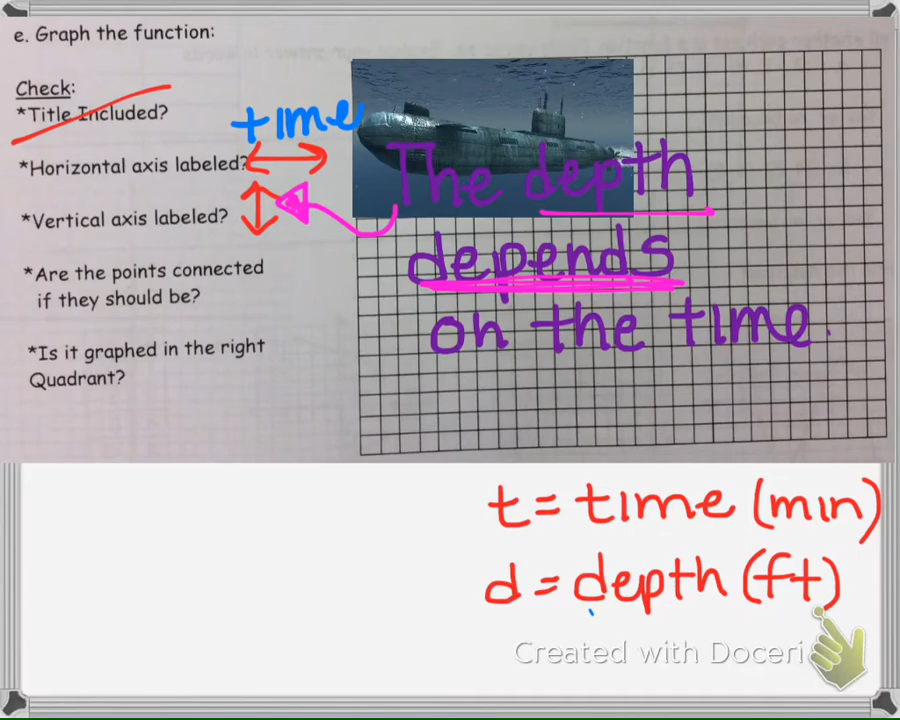 e. Graph the function:
Check:
*Title Included?
time
*Horizontal axis labeled?
*Vertical axis labeled?
*Are the points connected
if they should be?
*Is it graphed in the right
Quadrant?
The depth
depends
on the time.
t = time (min)
d = depth (ft)
Created with Doceri